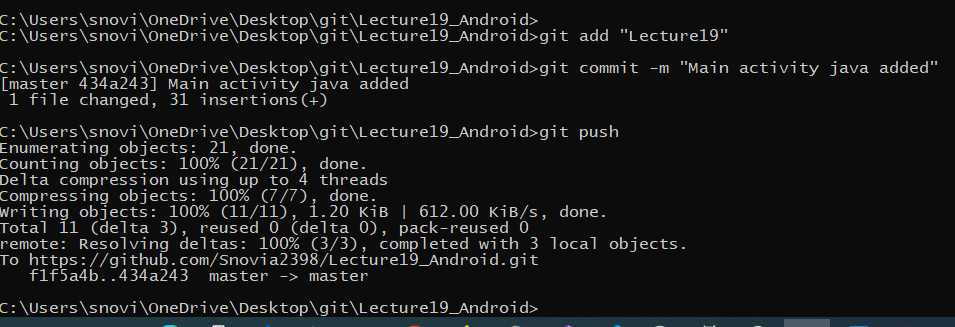 C:\Users\snovi\OneDrive\Desktop\git\Lecture19_Android>
C:\Users\snovi\OneDrive\Desktop\git\Lecture19_Android>git add "Lecture19"
C:\Users\snovi\OneDrive\Desktop\git\Lecture19_Android>git commit -m "Main activity java added"
[master 434a243] Main activity java added
 1 file changed, 31 insertions(+)
C:\Users\snovi\OneDrive\Desktop\git\Lecture19_Android>git push
Enumerating objects: 21, done.
Counting objects: 100% (21/21), done.
Delta compression using up to 4 threads
Compressing objects: 100% (7/7), done.
Writing objects: 100% (11/11), 1.20 KiB | 612.00 KiB/s, done.
Total 11 (delta 3), reused 0 (delta 0), pack-reused 0
remote: Resolving deltas: 100% (3/3), completed with 3 local objects.
To https://github.com/Snovia2398/Lecture19_Android.git
   f1f5a4b..434a243  master -> master
C:\Users\snovi\OneDrive\Desktop\git\Lecture19_Android>